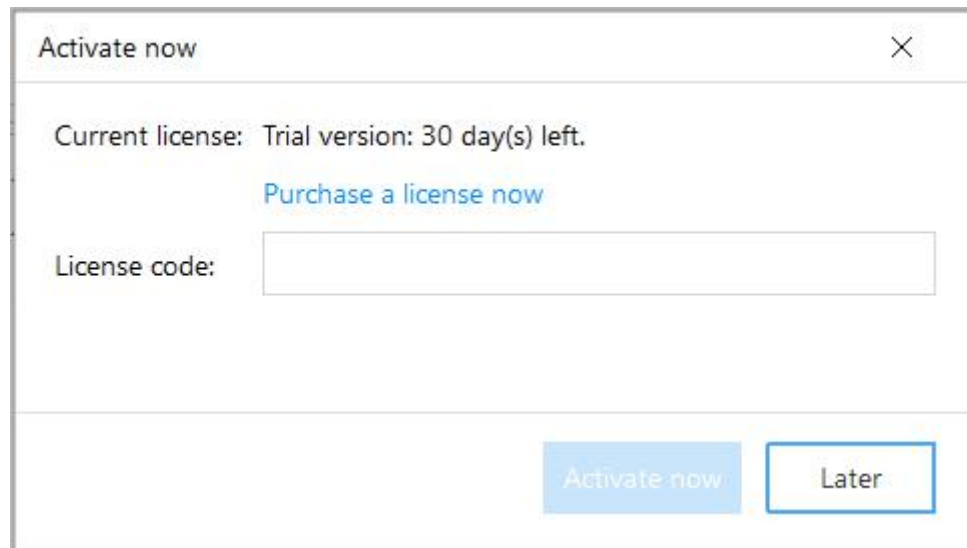 Activate now
Current license: Trial version: 30 day(s) left.
Purchase a license now
License code:
Activate now
Later